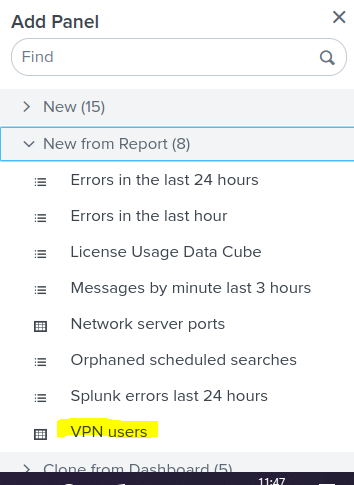 Add Panel
Find
New (15)
New from Report (8)
Errors in the last 24 hours
Errors in the last hour
License Usage Data Cube
Messages by minute last 3 hours
Network server ports
Orphaned scheduled searches
Splunk errors last 24 hours
VPN users
Clone from Dashboard (5)
11:47